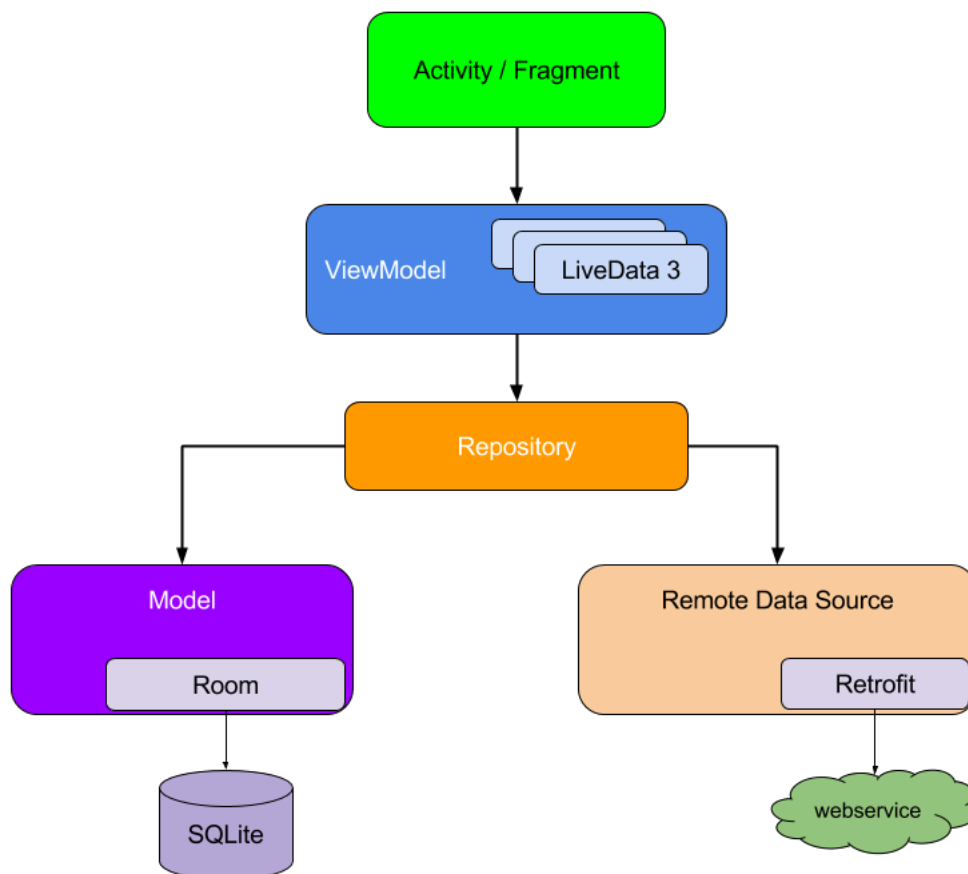 Activity / Fragment
ViewModel
LiveData 3
Repository
Model
Room
SQLite
Remote Data Source
Retrofit
webservice